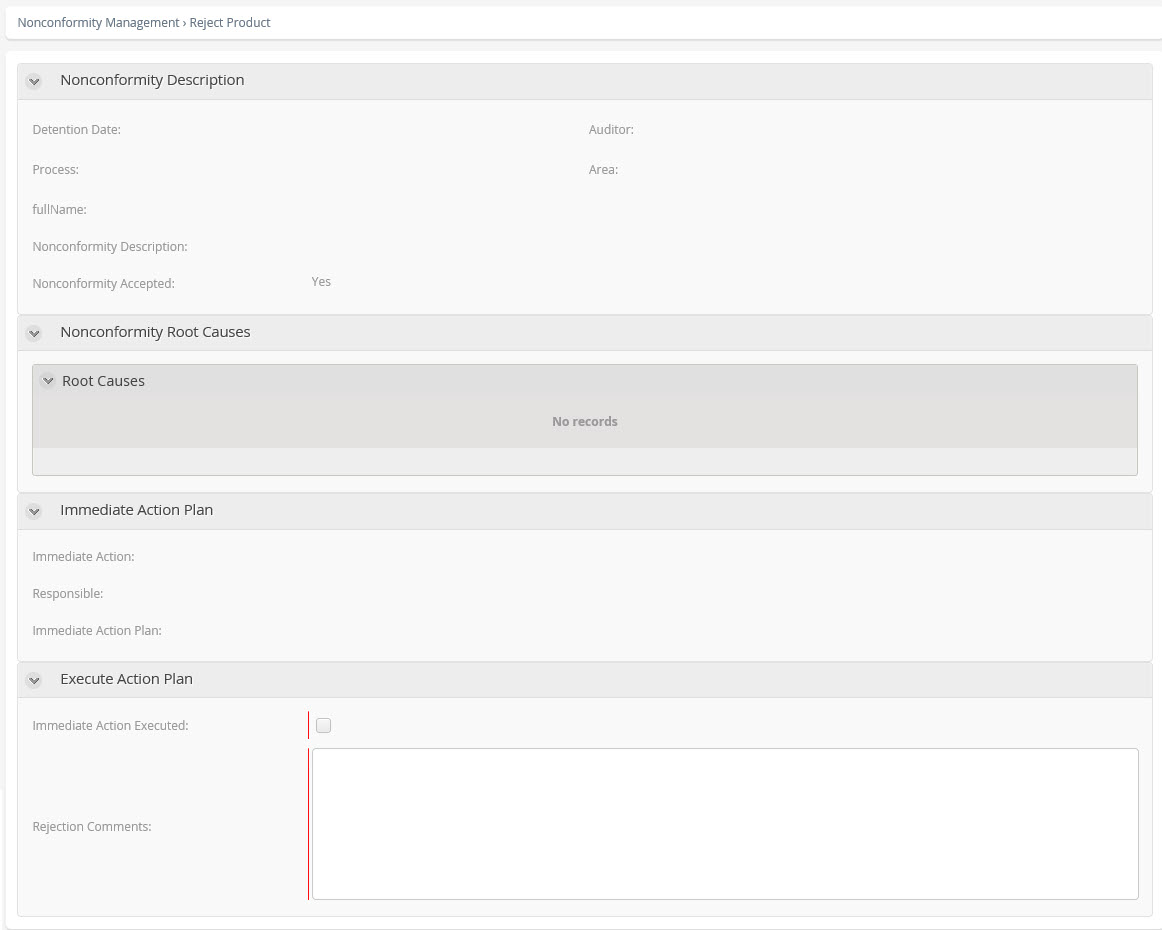 Nonconformity Management › Reject Product
Nonconformity Description
Detention Date:
Auditor:
Process:
Area:
fullName:
Nonconformity Description:
Nonconformity Accepted: Yes
Nonconformity Root Causes
Root Causes
No records
Immediate Action Plan
Immediate Action:
Responsible:
Immediate Action Plan:
Execute Action Plan
Immediate Action Executed:
Rejection Comments: